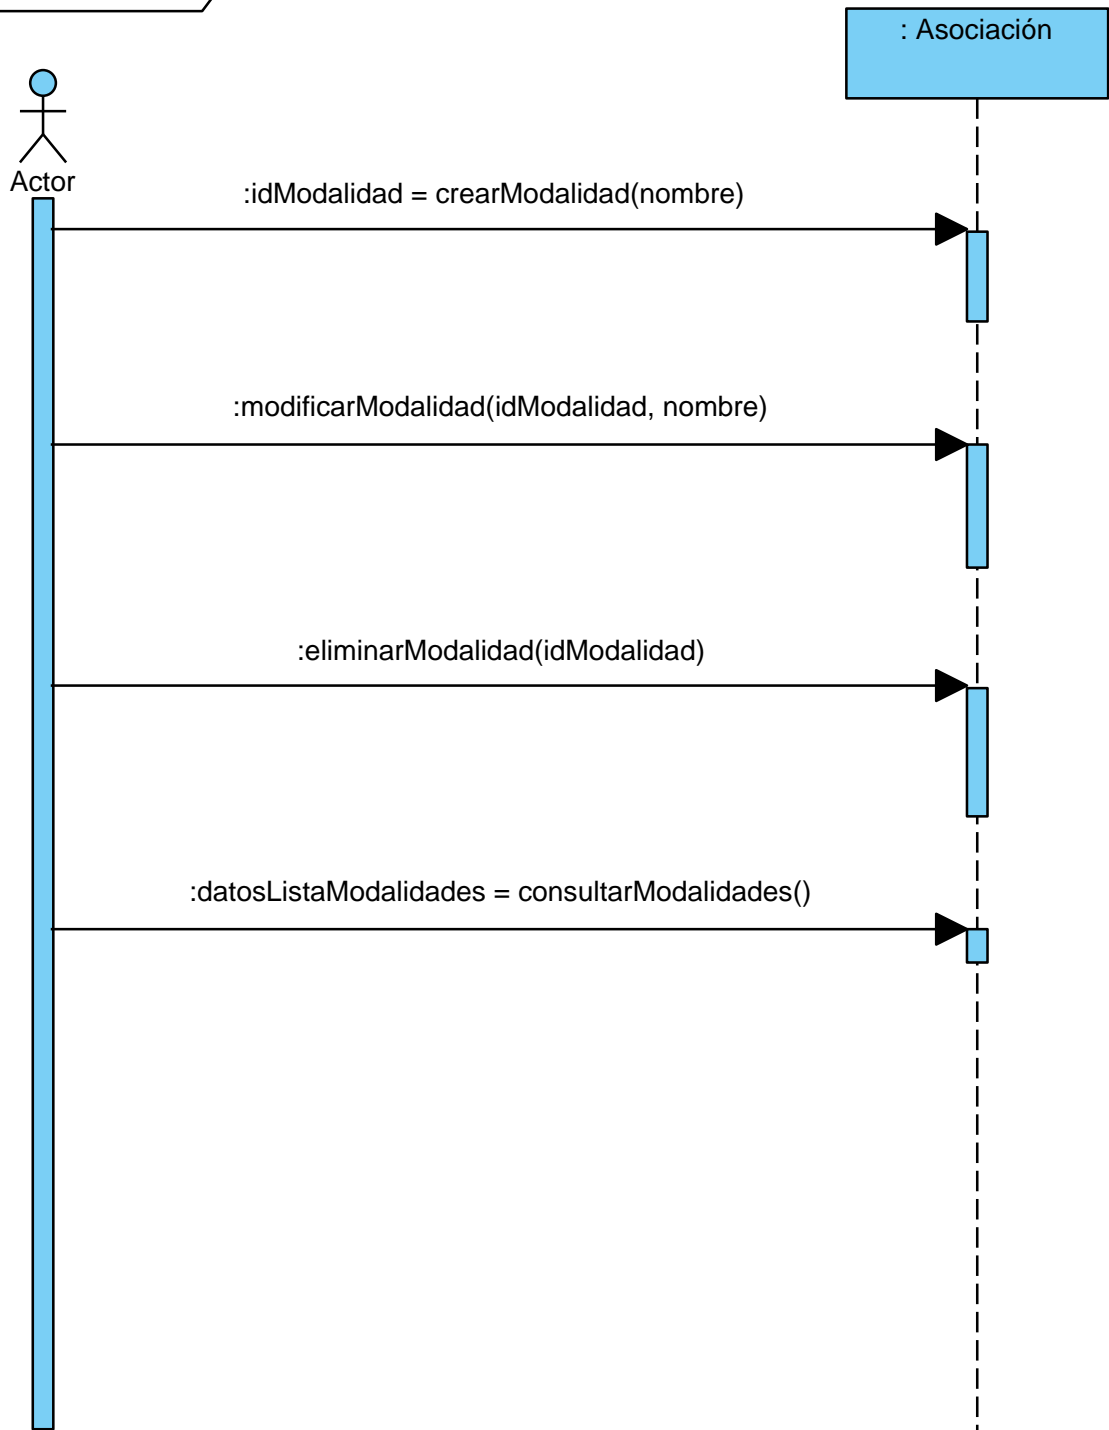 : Asociación
Actor
:idModalidad = crearModalidad(nombre)
:modificarModalidad(idModalidad, nombre)
:eliminarModalidad(idModalidad)
:datosListaModalidades = consultarModalidades()